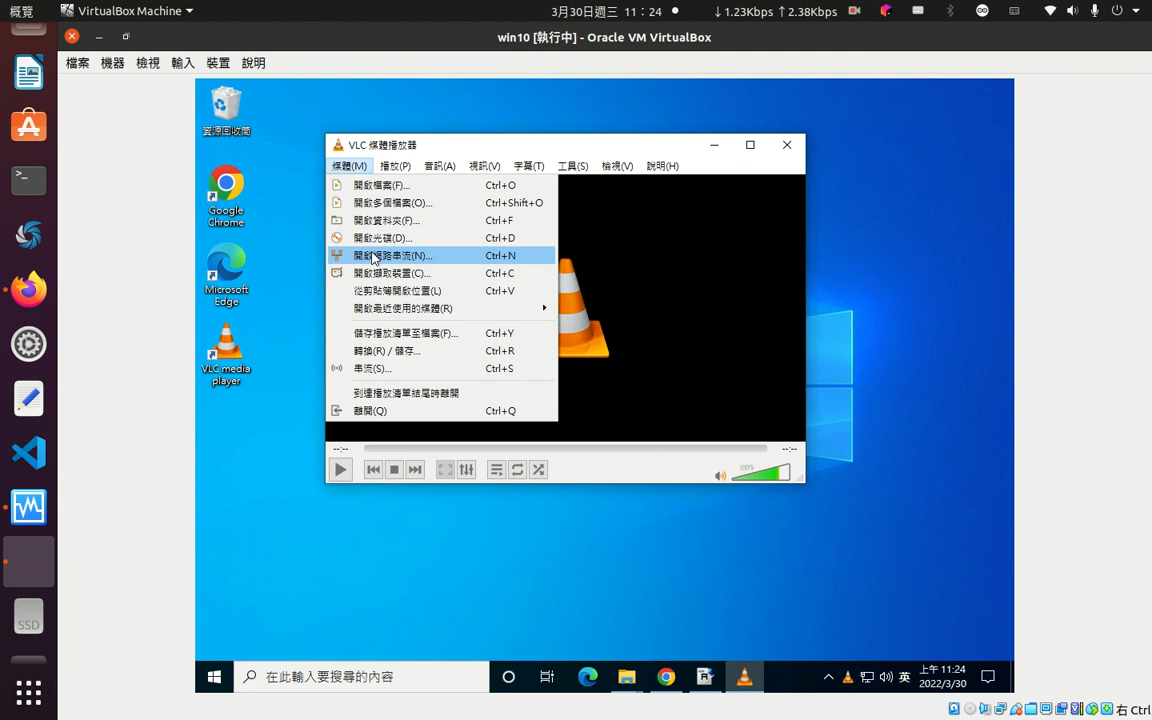 概覽
VirtualBox Machine
3月30日週三 11：24
↓1.23Kbps ↑2.38Kbps
win10 [執行中] - Oracle VM VirtualBox
檔案 機器 檢視 輸入 裝置 說明
資源回收筒
Google Chrome
Microsoft Edge
VLC media player
VLC 媒體播放器
媒體(M) 播放(P) 音訊(A) 視訊(V) 字幕(T) 工具(S) 檢視(V) 說明(H)
開啟檔案(F)... Ctrl+O
開啟多個檔案(O)... Ctrl+Shift+O
開啟資料夾(F)... Ctrl+F
開啟光碟(D)... Ctrl+D
開啟網路串流(N)... Ctrl+N
開啟擷取裝置(C)... Ctrl+C
從剪貼簿開啟位置(L) Ctrl+V
開啟最近使用的媒體(R)
儲存播放清單至檔案(F)... Ctrl+Y
轉換(R) / 儲存... Ctrl+R
串流(S)... Ctrl+S
到達播放清單結尾時離開
離開(Q) Ctrl+Q
--:-- --:--
100%
SSD
在此輸入要搜尋的內容
英
上午 11:24
2022/3/30
右 Ctrl